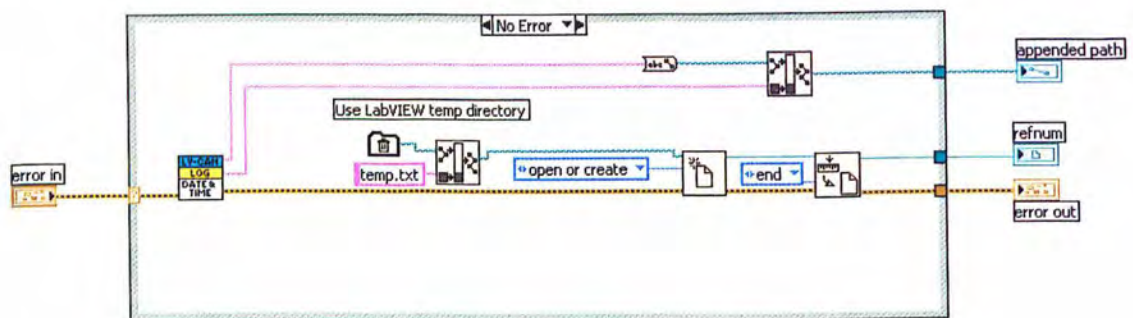 No Error
appended path
abc
Use LabVIEW temp directory
refnum
LV-CAN
LOG
DATE &
TIME
error in
temp.txt
open or create
end
error out